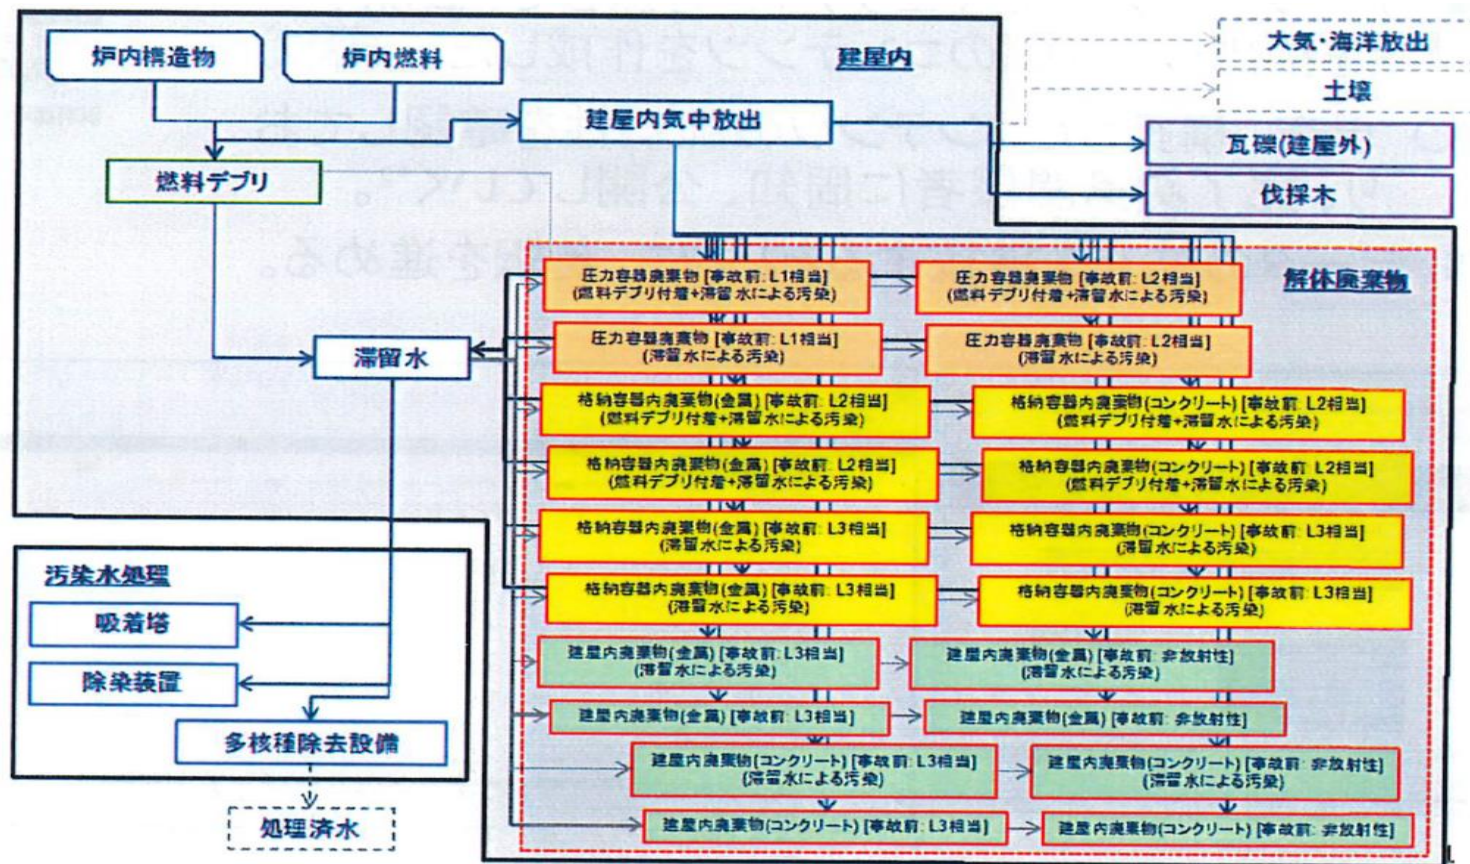 炉内構造物
炉内燃料
建屋内
大気・海洋放出
土壌
建屋内気中放出
瓦礫(建屋外)
燃料デブリ
伐採木
解体廃棄物
圧力容器廃棄物 [事故前: L1相当]
(燃料デブリ付着+滞留水による汚染)
圧力容器廃棄物 [事故前: L2相当]
(燃料デブリ付着+滞留水による汚染)
圧力容器廃棄物 [事故前: L1相当]
(滞留水による汚染)
圧力容器廃棄物 [事故前: L2相当]
(滞留水による汚染)
滞留水
格納容器内廃棄物(金属) [事故前: L2相当]
(燃料デブリ付着+滞留水による汚染)
格納容器内廃棄物(コンクリート) [事故前: L2相当]
(燃料デブリ付着+滞留水による汚染)
格納容器内廃棄物(金属) [事故前: L2相当]
(燃料デブリ付着+滞留水による汚染)
格納容器内廃棄物(コンクリート) [事故前: L2相当]
(燃料デブリ付着+滞留水による汚染)
格納容器内廃棄物(金属) [事故前: L3相当]
(滞留水による汚染)
格納容器内廃棄物(コンクリート) [事故前: L3相当]
(滞留水による汚染)
格納容器内廃棄物(金属) [事故前: L3相当]
(滞留水による汚染)
格納容器内廃棄物(コンクリート) [事故前: L3相当]
(滞留水による汚染)
建屋内廃棄物(金属) [事故前: L3相当]
(滞留水による汚染)
建屋内廃棄物(金属) [事故前: 非放射性]
(滞留水による汚染)
建屋内廃棄物(金属) [事故前: L3相当]
建屋内廃棄物(金属) [事故前: 非放射性]
建屋内廃棄物(コンクリート) [事故前: L3相当]
(滞留水による汚染)
建屋内廃棄物(コンクリート) [事故前: 非放射性]
(滞留水による汚染)
建屋内廃棄物(コンクリート) [事故前: L3相当]
建屋内廃棄物(コンクリート) [事故前: 非放射性]
汚染水処理
吸着塔
除染装置
多核種除去設備
処理済水